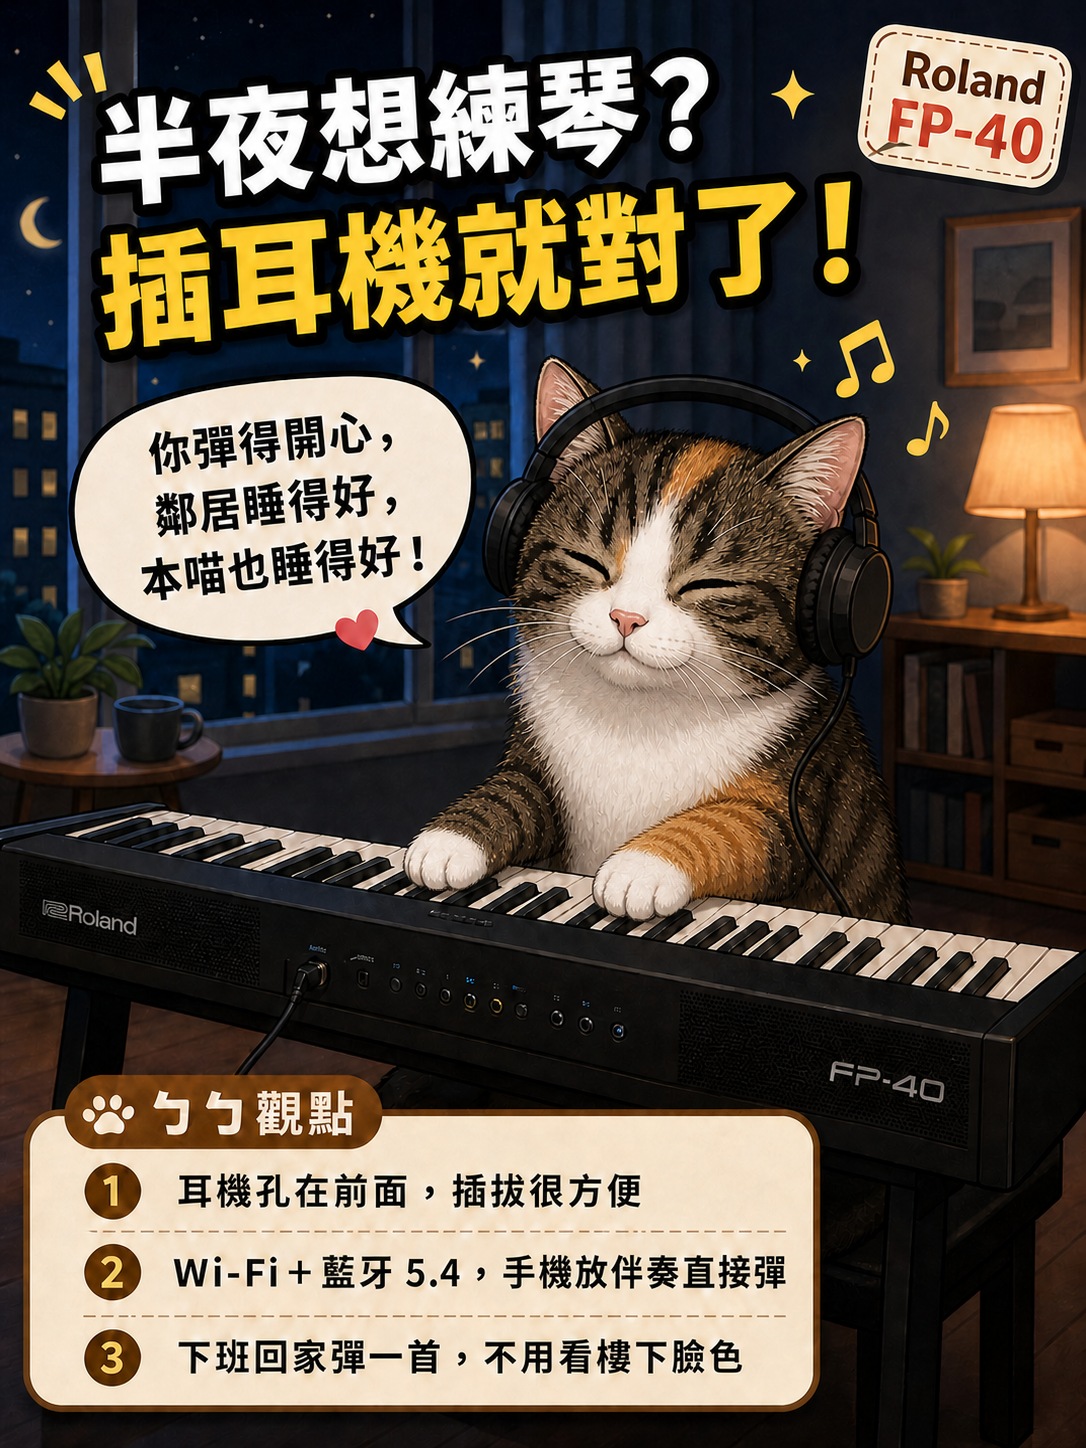 半夜想練琴?
插耳機就對了!
Roland
FP-40
你彈得開心,
鄰居睡得好,
本喵也睡得好!
Roland
FP-40
ㄅㄅ觀點
1 耳機孔在前面,插拔很方便
2 Wi-Fi+藍牙 5.4,手機放伴奏直接彈
3 下班回家彈一首,不用看樓下臉色